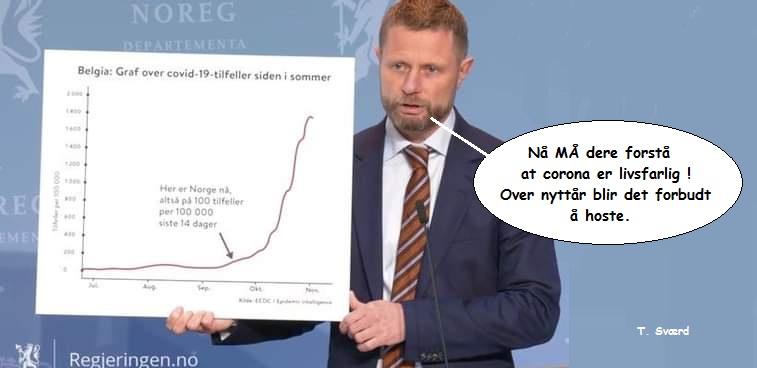 NOREG
DEPARTEMENTA
Belgia: Graf over covid-19-tilfeller siden i sommer
2 000
1 800
1 600
1 400
1 200
1 000
800
600
400
200
0
Tilfeller per 100 000
Her er Norge nå,
altså på 100 tilfeller
per 100 000
siste 14 dager
Jul.
Aug.
Sep.
Okt.
Nov.
Kilde: ECDC / Epidemic intelligence
Nå MÅ dere forstå
at corona er livsfarlig !
Over nyttår blir det forbudt
å hoste.
REG
EMEN
T. Sværd
Regjeringen.no